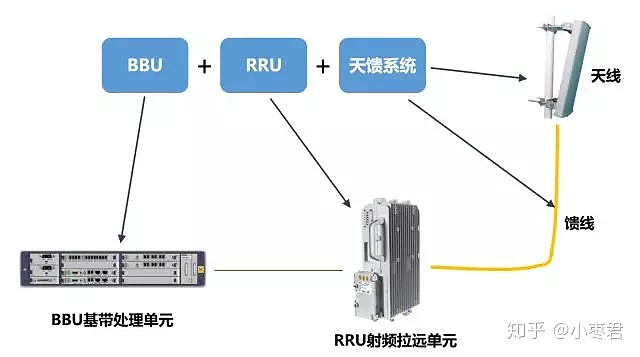 BBU + RRU + 天馈系统
天线
馈线
BBU基带处理单元
RRU射频拉远单元
知乎 @小枣君